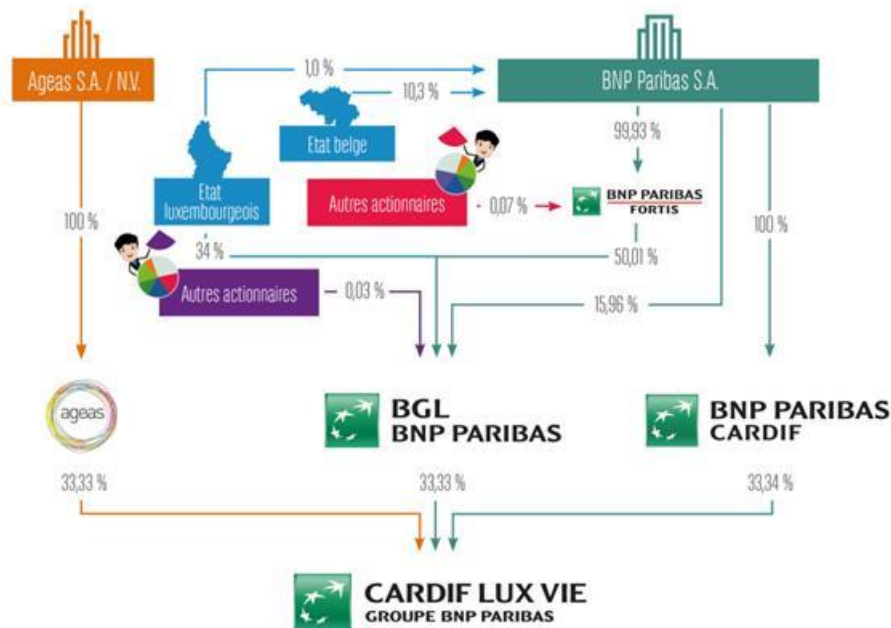 Ageas S.A. / N.V.
1,0 %
BNP Paribas S.A.
10,3 %
Etat belge
99,93 %
Etat
luxembourgeois
Autres actionnaires
0,07 %
BNP PARIBAS
FORTIS
100 %
34 %
50,01 %
100 %
Autres actionnaires
0,03 %
15,96 %
ageas
BGL
BNP PARIBAS
BNP PARIBAS
CARDIF
33,33 %
33,33 %
33,34 %
CARDIF LUX VIE
GROUPE BNP PARIBAS